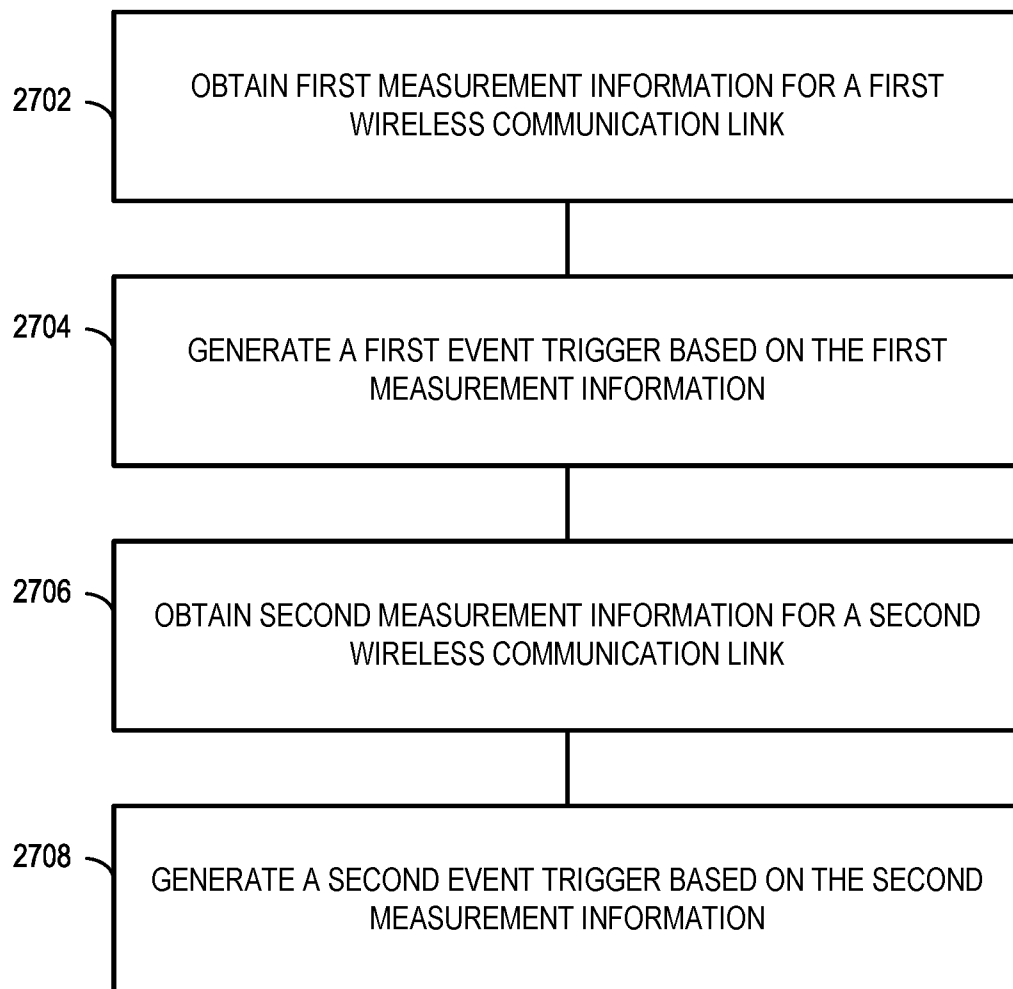 2702
OBTAIN FIRST MEASUREMENT INFORMATION FOR A FIRST
WIRELESS COMMUNICATION LINK
2704
GENERATE A FIRST EVENT TRIGGER BASED ON THE FIRST
MEASUREMENT INFORMATION
2706
OBTAIN SECOND MEASUREMENT INFORMATION FOR A SECOND
WIRELESS COMMUNICATION LINK
2708
GENERATE A SECOND EVENT TRIGGER BASED ON THE SECOND
MEASUREMENT INFORMATION